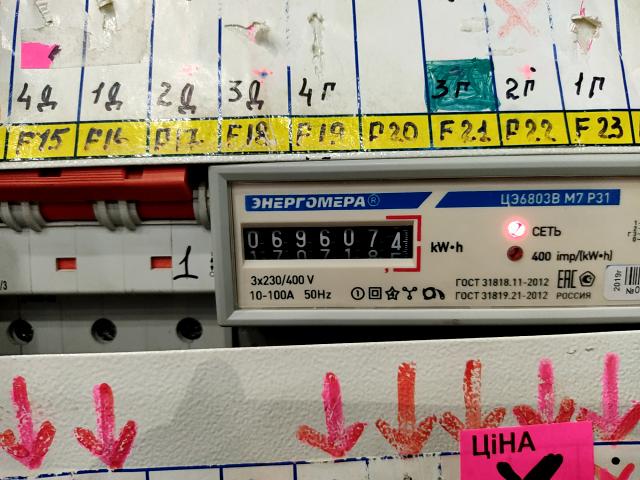 4Д 1Д 2Д 3Д 4Г 3Г 2Г 1Г
F15 F16 F17 F18 F19 F20 F21 F22 F23
ЭНЕРГОМЕРА® ЦЭ6803В М7 Р31
0696074
kW•h
СЕТЬ
400 imp/(kW•h)
3x230/400 V
10-100A 50Hz
ГОСТ 31818.11-2012
ГОСТ 31819.21-2012
EAC
РОССИЯ
2019г
1
ЦіНА